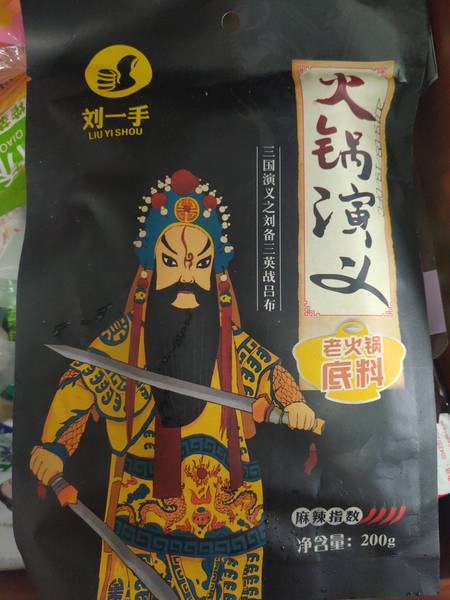 刘一手
LIU YI SHOU
火锅演义
三国演义之刘备三英战吕布
老火锅
底料
麻辣指数
净含量：200g